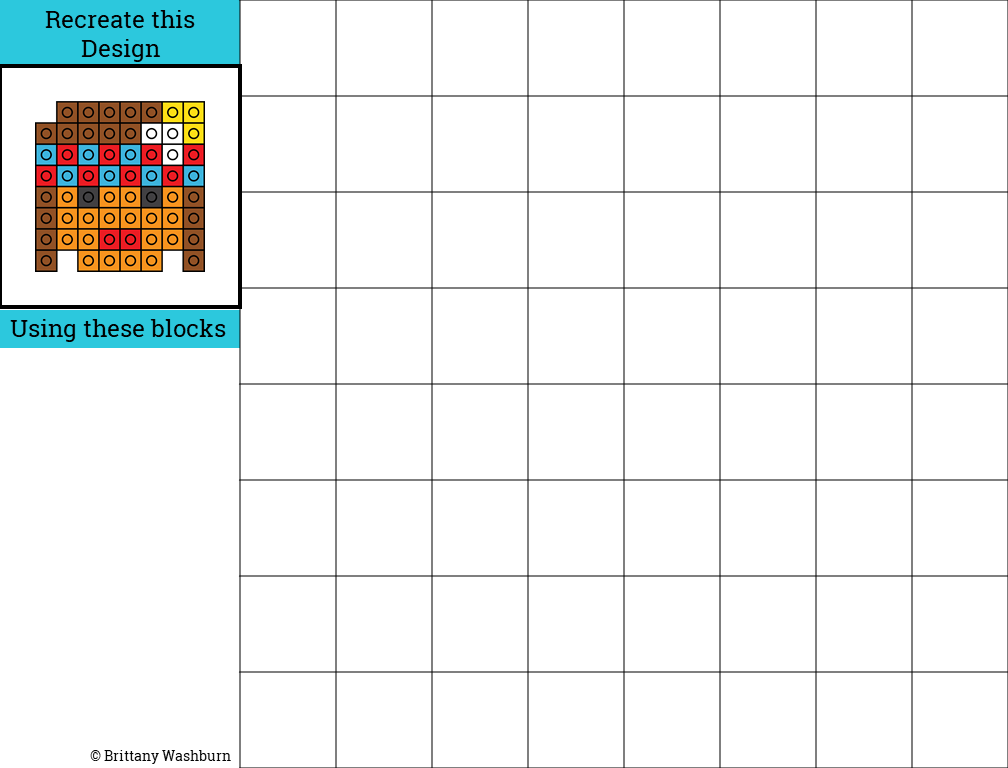 Recreate this
Design
Using these blocks
© Brittany Washburn